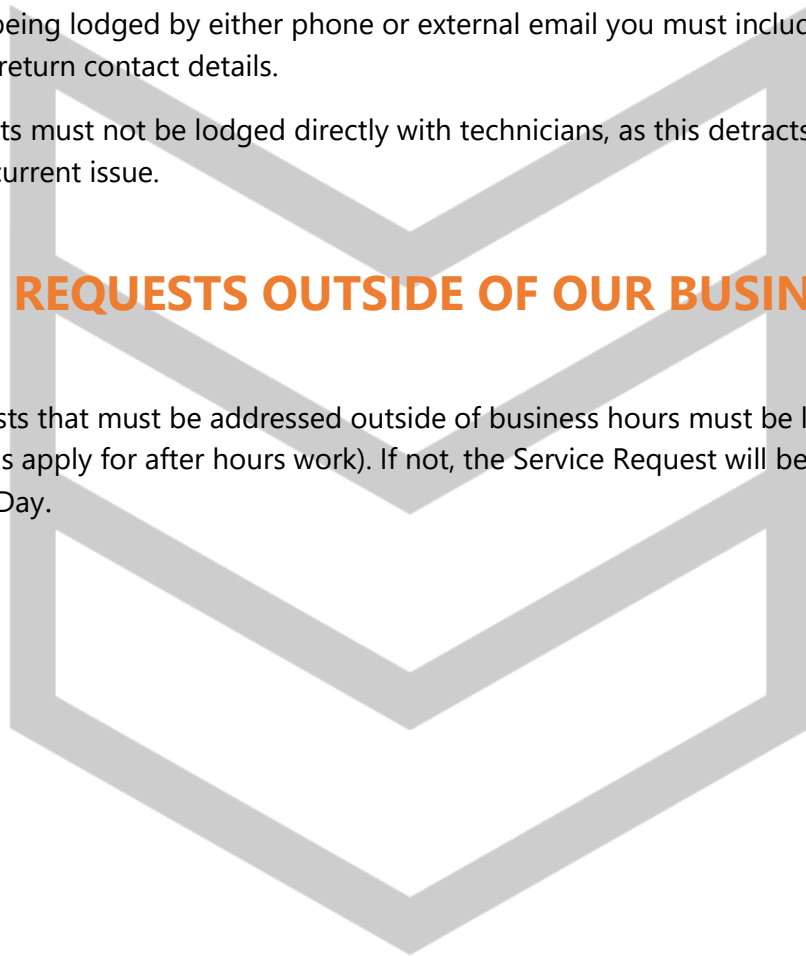 being lodged by either phone or external email you must includ
return contact details.
ts must not be lodged directly with technicians, as this detracts
current issue.
REQUESTS OUTSIDE OF OUR BUSIN
sts that must be addressed outside of business hours must be l
s apply for after hours work). If not, the Service Request will be
Day.